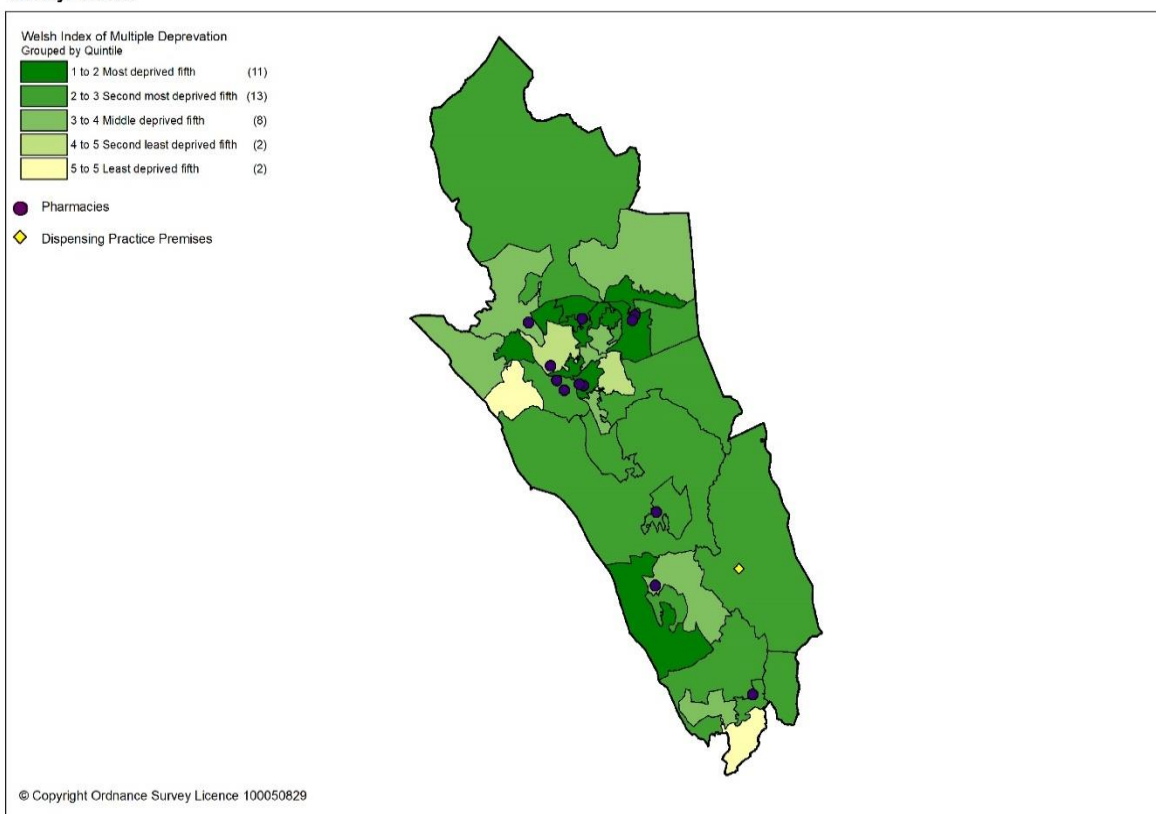 Welsh Index of Multiple Deprevation
Grouped by Quintile
1 to 2 Most deprived fifth (11)
2 to 3 Second most deprived fifth (13)
3 to 4 Middle deprived fifth (8)
4 to 5 Second least deprived fifth (2)
5 to 5 Least deprived fifth (2)
Pharmacies
Dispensing Practice Premises
© Copyright Ordnance Survey Licence 100050829